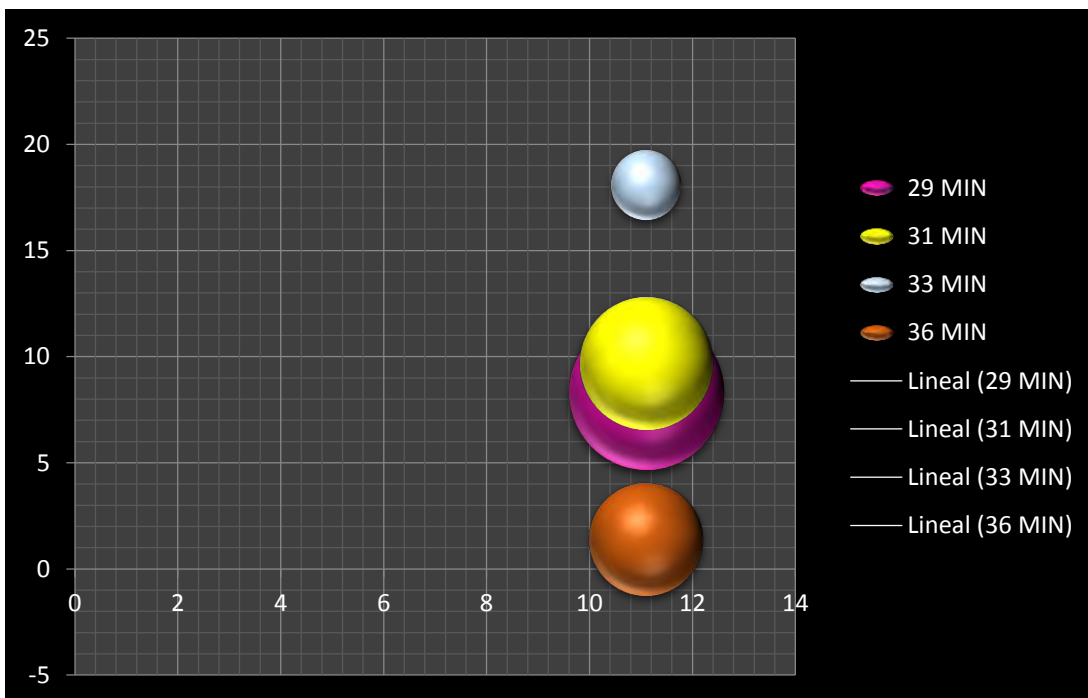 25
20
15
10
5
0
-5
0 2 4 6 8 10 12 14
29 MIN
31 MIN
33 MIN
36 MIN
Lineal (29 MIN)
Lineal (31 MIN)
Lineal (33 MIN)
Lineal (36 MIN)